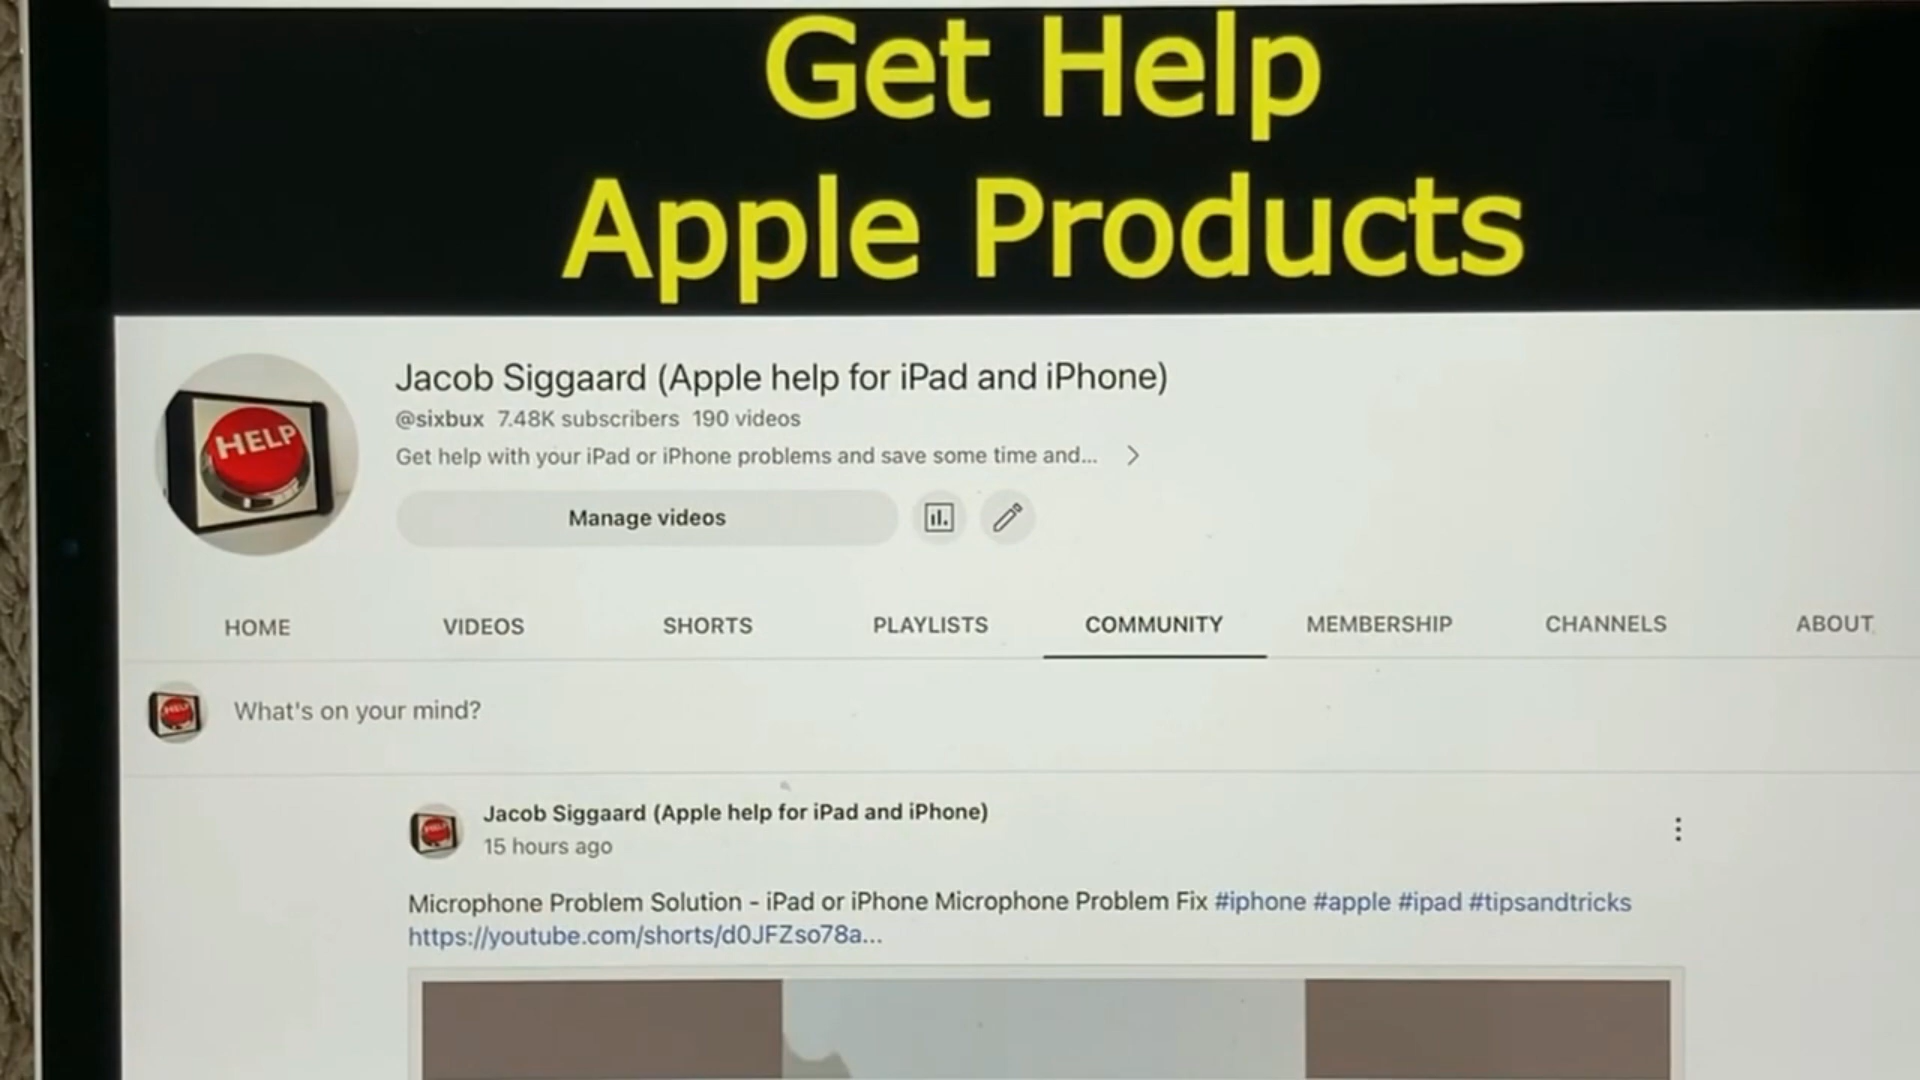 Get Help
Apple Products
Jacob Siggaard (Apple help for iPad and iPhone)
@sixbux 7.48K subscribers 190 videos
Get help with your iPad or iPhone problems and save some time and...
HELP
Manage videos
HOME VIDEOS SHORTS PLAYLISTS COMMUNITY MEMBERSHIP CHANNELS ABOUT
HELP
What's on your mind?
HELP
Jacob Siggaard (Apple help for iPad and iPhone)
15 hours ago
Microphone Problem Solution - iPad or iPhone Microphone Problem Fix #iphone #apple #ipad #tipsandtricks
https://youtube.com/shorts/d0JFZso78a...